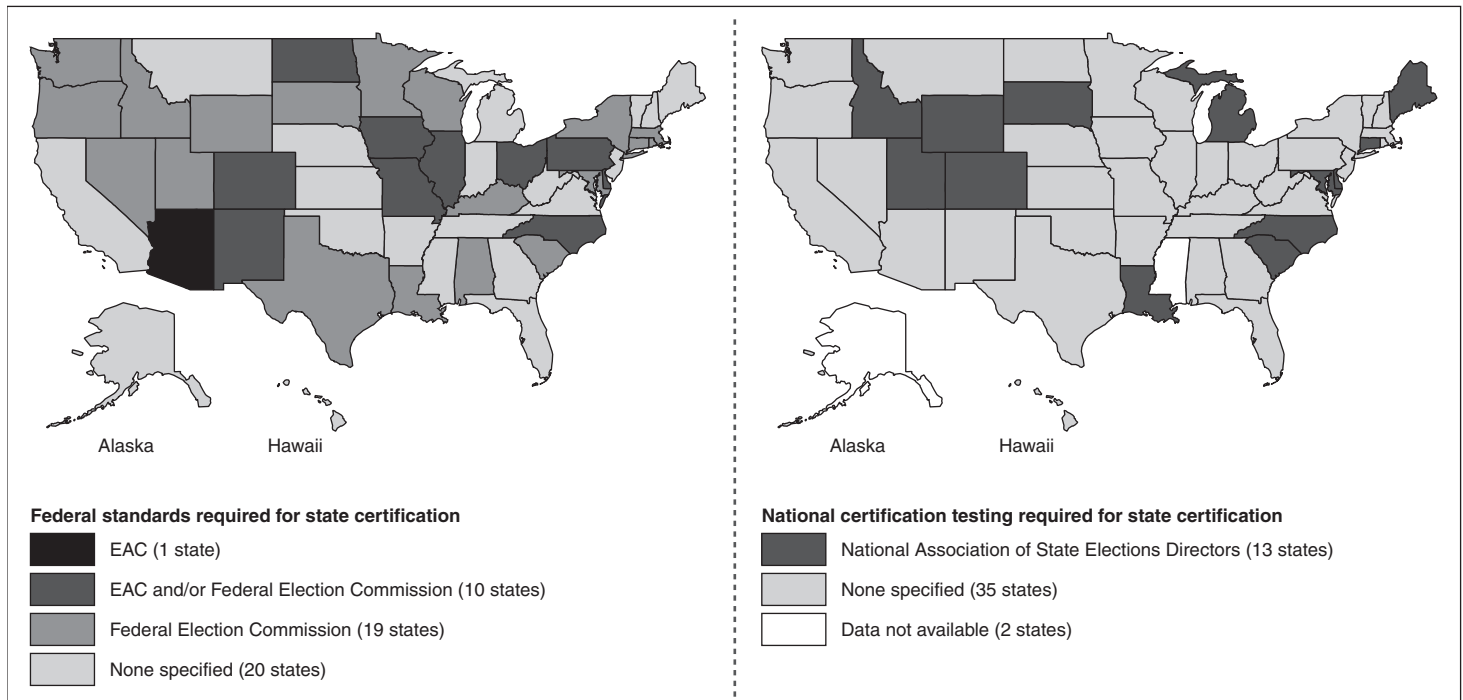 Alaska
Hawaii
Federal standards required for state certification
EAC (1 state)
EAC and/or Federal Election Commission (10 states)
Federal Election Commission (19 states)
None specified (20 states)
Alaska
Hawaii
National certification testing required for state certification
National Association of State Elections Directors (13 states)
None specified (35 states)
Data not available (2 states)